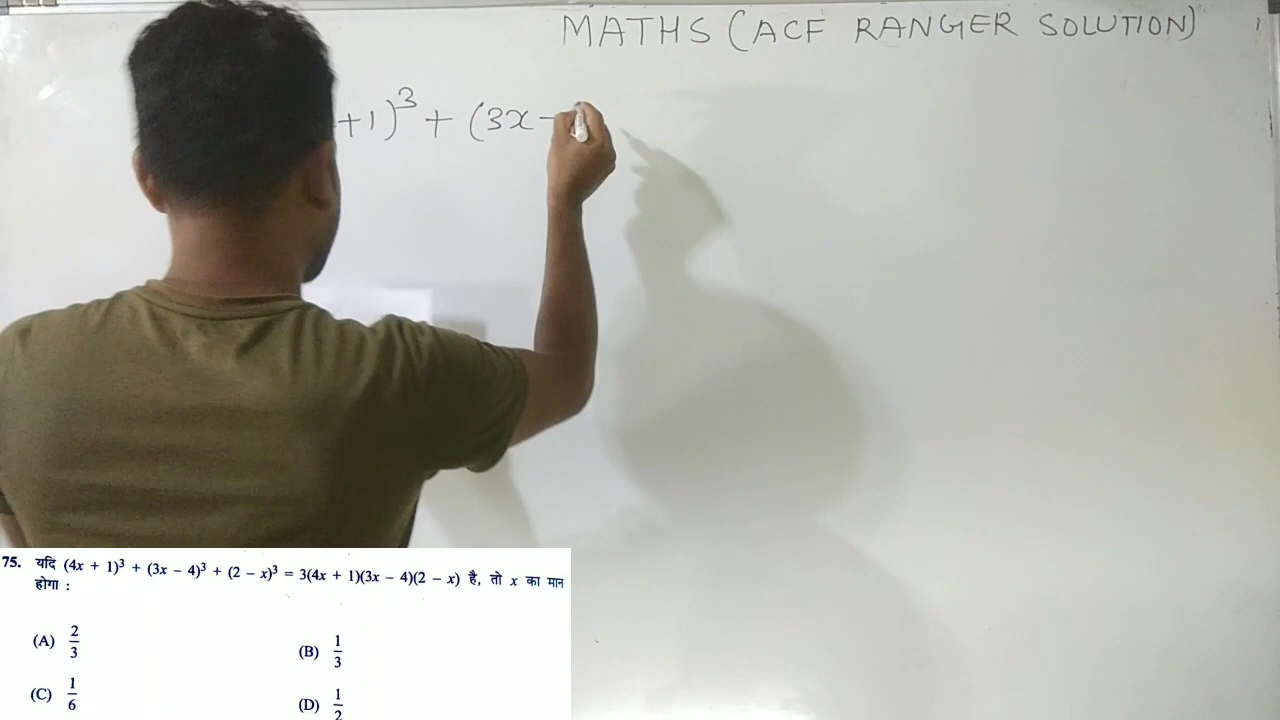 MATHS (ACF RANGER SOLUTION)
+1)³ + (3x -
75. यदि (4x + 1)³ + (3x − 4)³ + (2 − x)³ = 3(4x + 1)(3x − 4)(2 − x) है, तो x का मान
होगा :
(A) 2/3
(B) 1/3
(C) 1/6
(D) 1/2